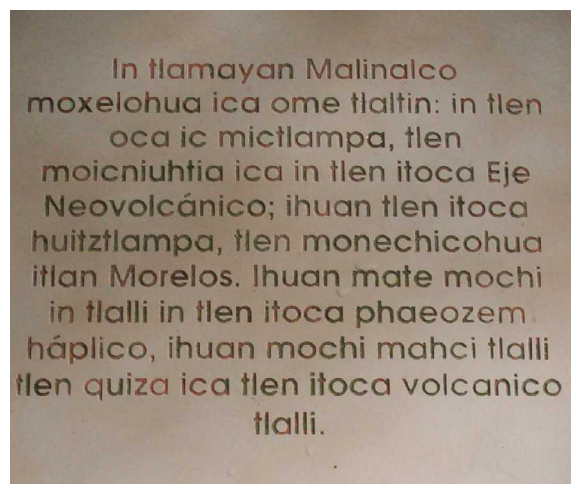 In tlamayan Malinalco
moxelohua ica ome tlaltin: in tlen
oca ic mictlampa, tlen
moicniuhtia ica in tlen itoca Eje
Neovolcánico; ihuan tlen itoca
huitztlampa, tlen monechicohua
itlan Morelos. Ihuan mate mochi
in tlalli in tlen itoca phaeozem
háplico, ihuan mochi mahci tlalli
tlen quiza ica tlen itoca volcanico
tlalli.